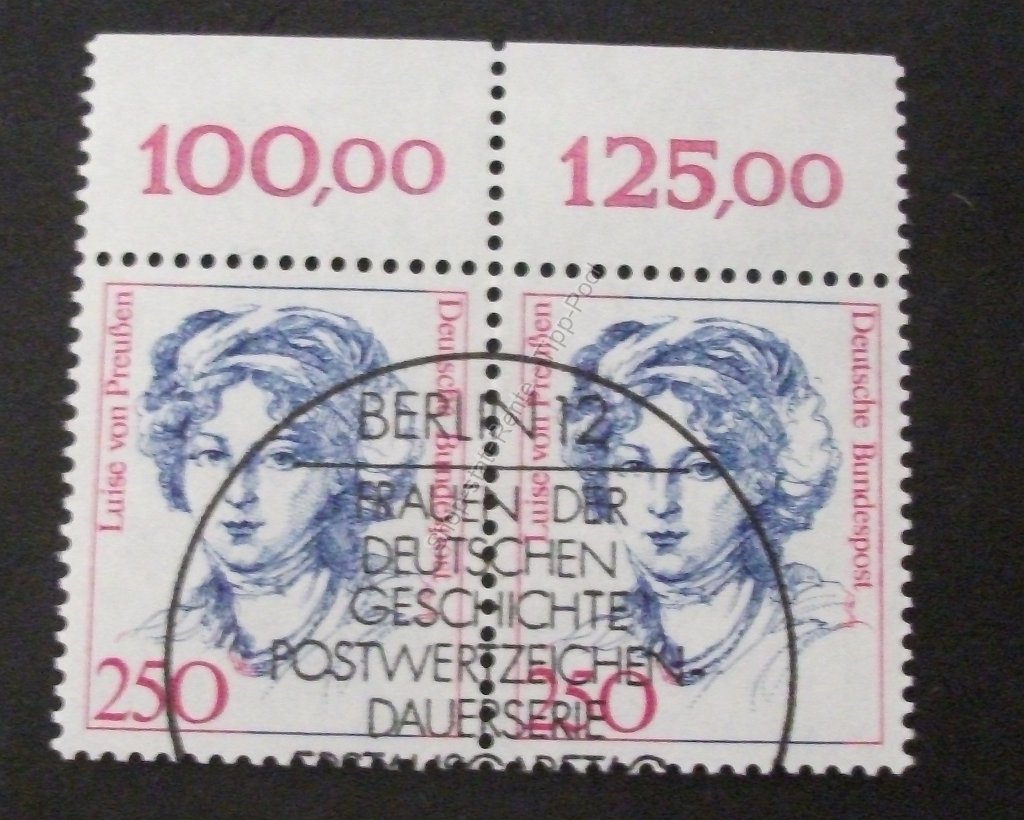 100,00
125,00
Luise von Preußen
Deutsche Bundespost
250
Luise von Preußen
Deutsche Bundespost
250
BERLIN 12
FRAUEN DER
DEUTSCHEN
GESCHICHTE
POSTWERTZEICHEN-
DAUERSERIE
ERSTAUSGABETAG